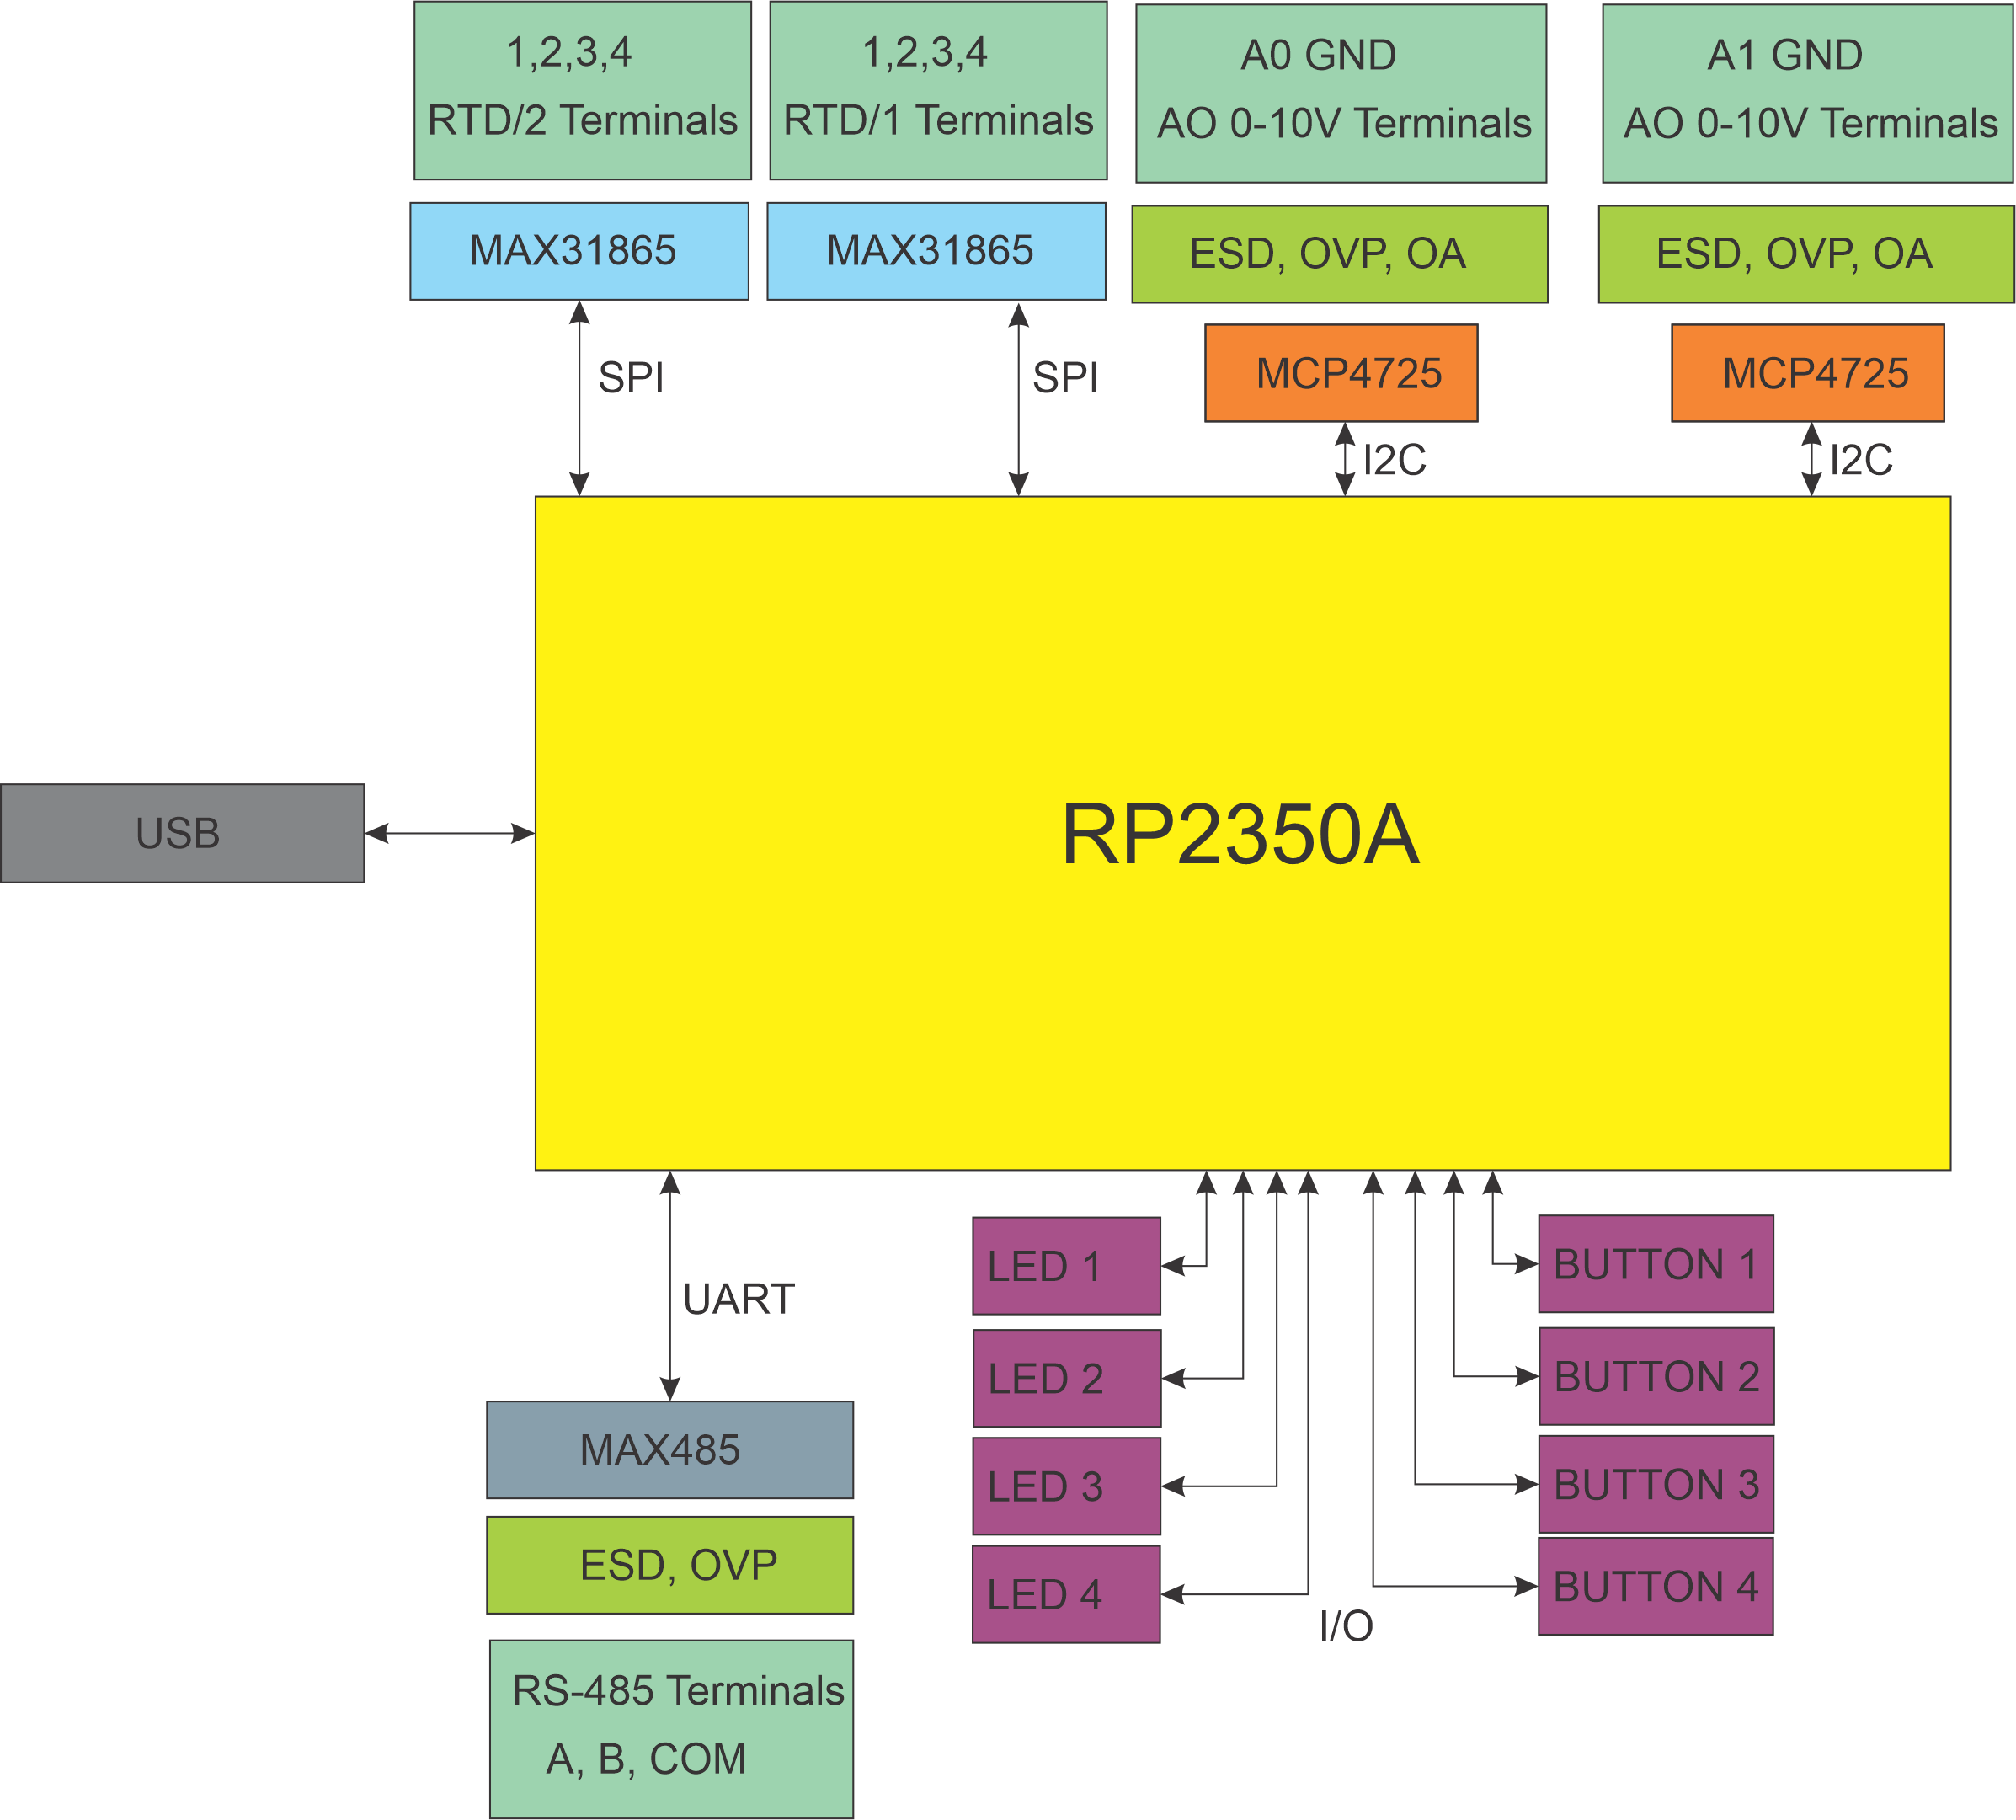 1,2,3,4
RTD/2 Terminals
1,2,3,4
RTD/1 Terminals
A0 GND
AO 0-10V Terminals
A1 GND
AO 0-10V Terminals
MAX31865
MAX31865
ESD, OVP, OA
ESD, OVP, OA
MCP4725
MCP4725
SPI
SPI
I2C
I2C
RP2350A
USB
UART
LED 1
BUTTON 1
LED 2
BUTTON 2
MAX485
LED 3
BUTTON 3
ESD, OVP
LED 4
BUTTON 4
I/O
RS-485 Terminals
A, B, COM